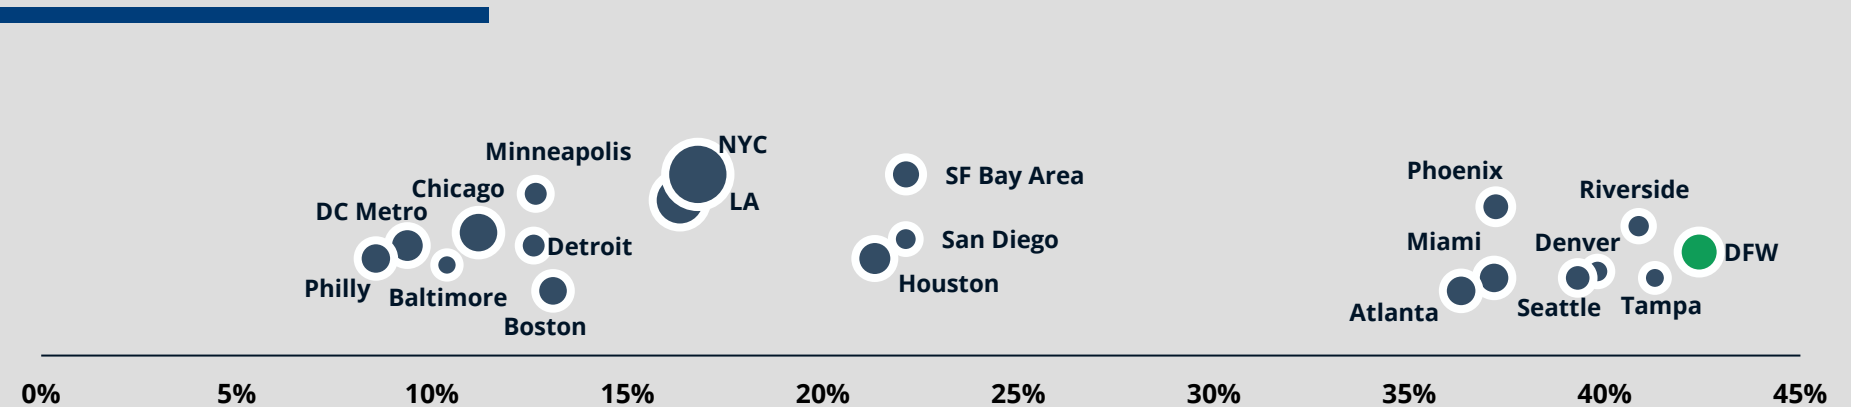 NYC
Minneapolis
Phoenix
SF Bay Area
Chicago
Riverside
LA
DC Metro
San Diego
Miami
Denver
Detroit
DFW
Houston
Philly
Baltimore
Tampa
Seattle
Atlanta
Boston
0% 5% 10% 15% 20% 25% 30% 35% 40% 45%